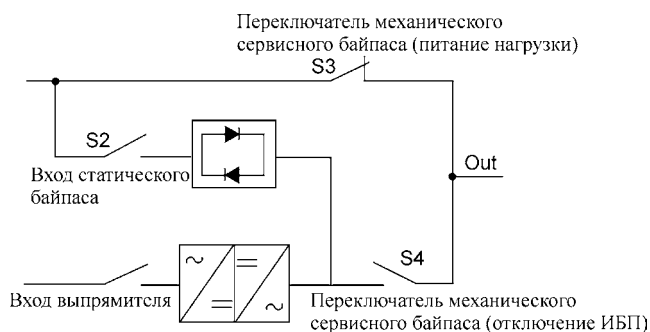 Переключатель механического
сервисного байпаса (питание нагрузки)
S3
S2
Вход статического
байпаса
Out
S4
~
=
=
~
Вход выпрямителя
Переключатель механического
сервисного байпаса (отключение ИБП)